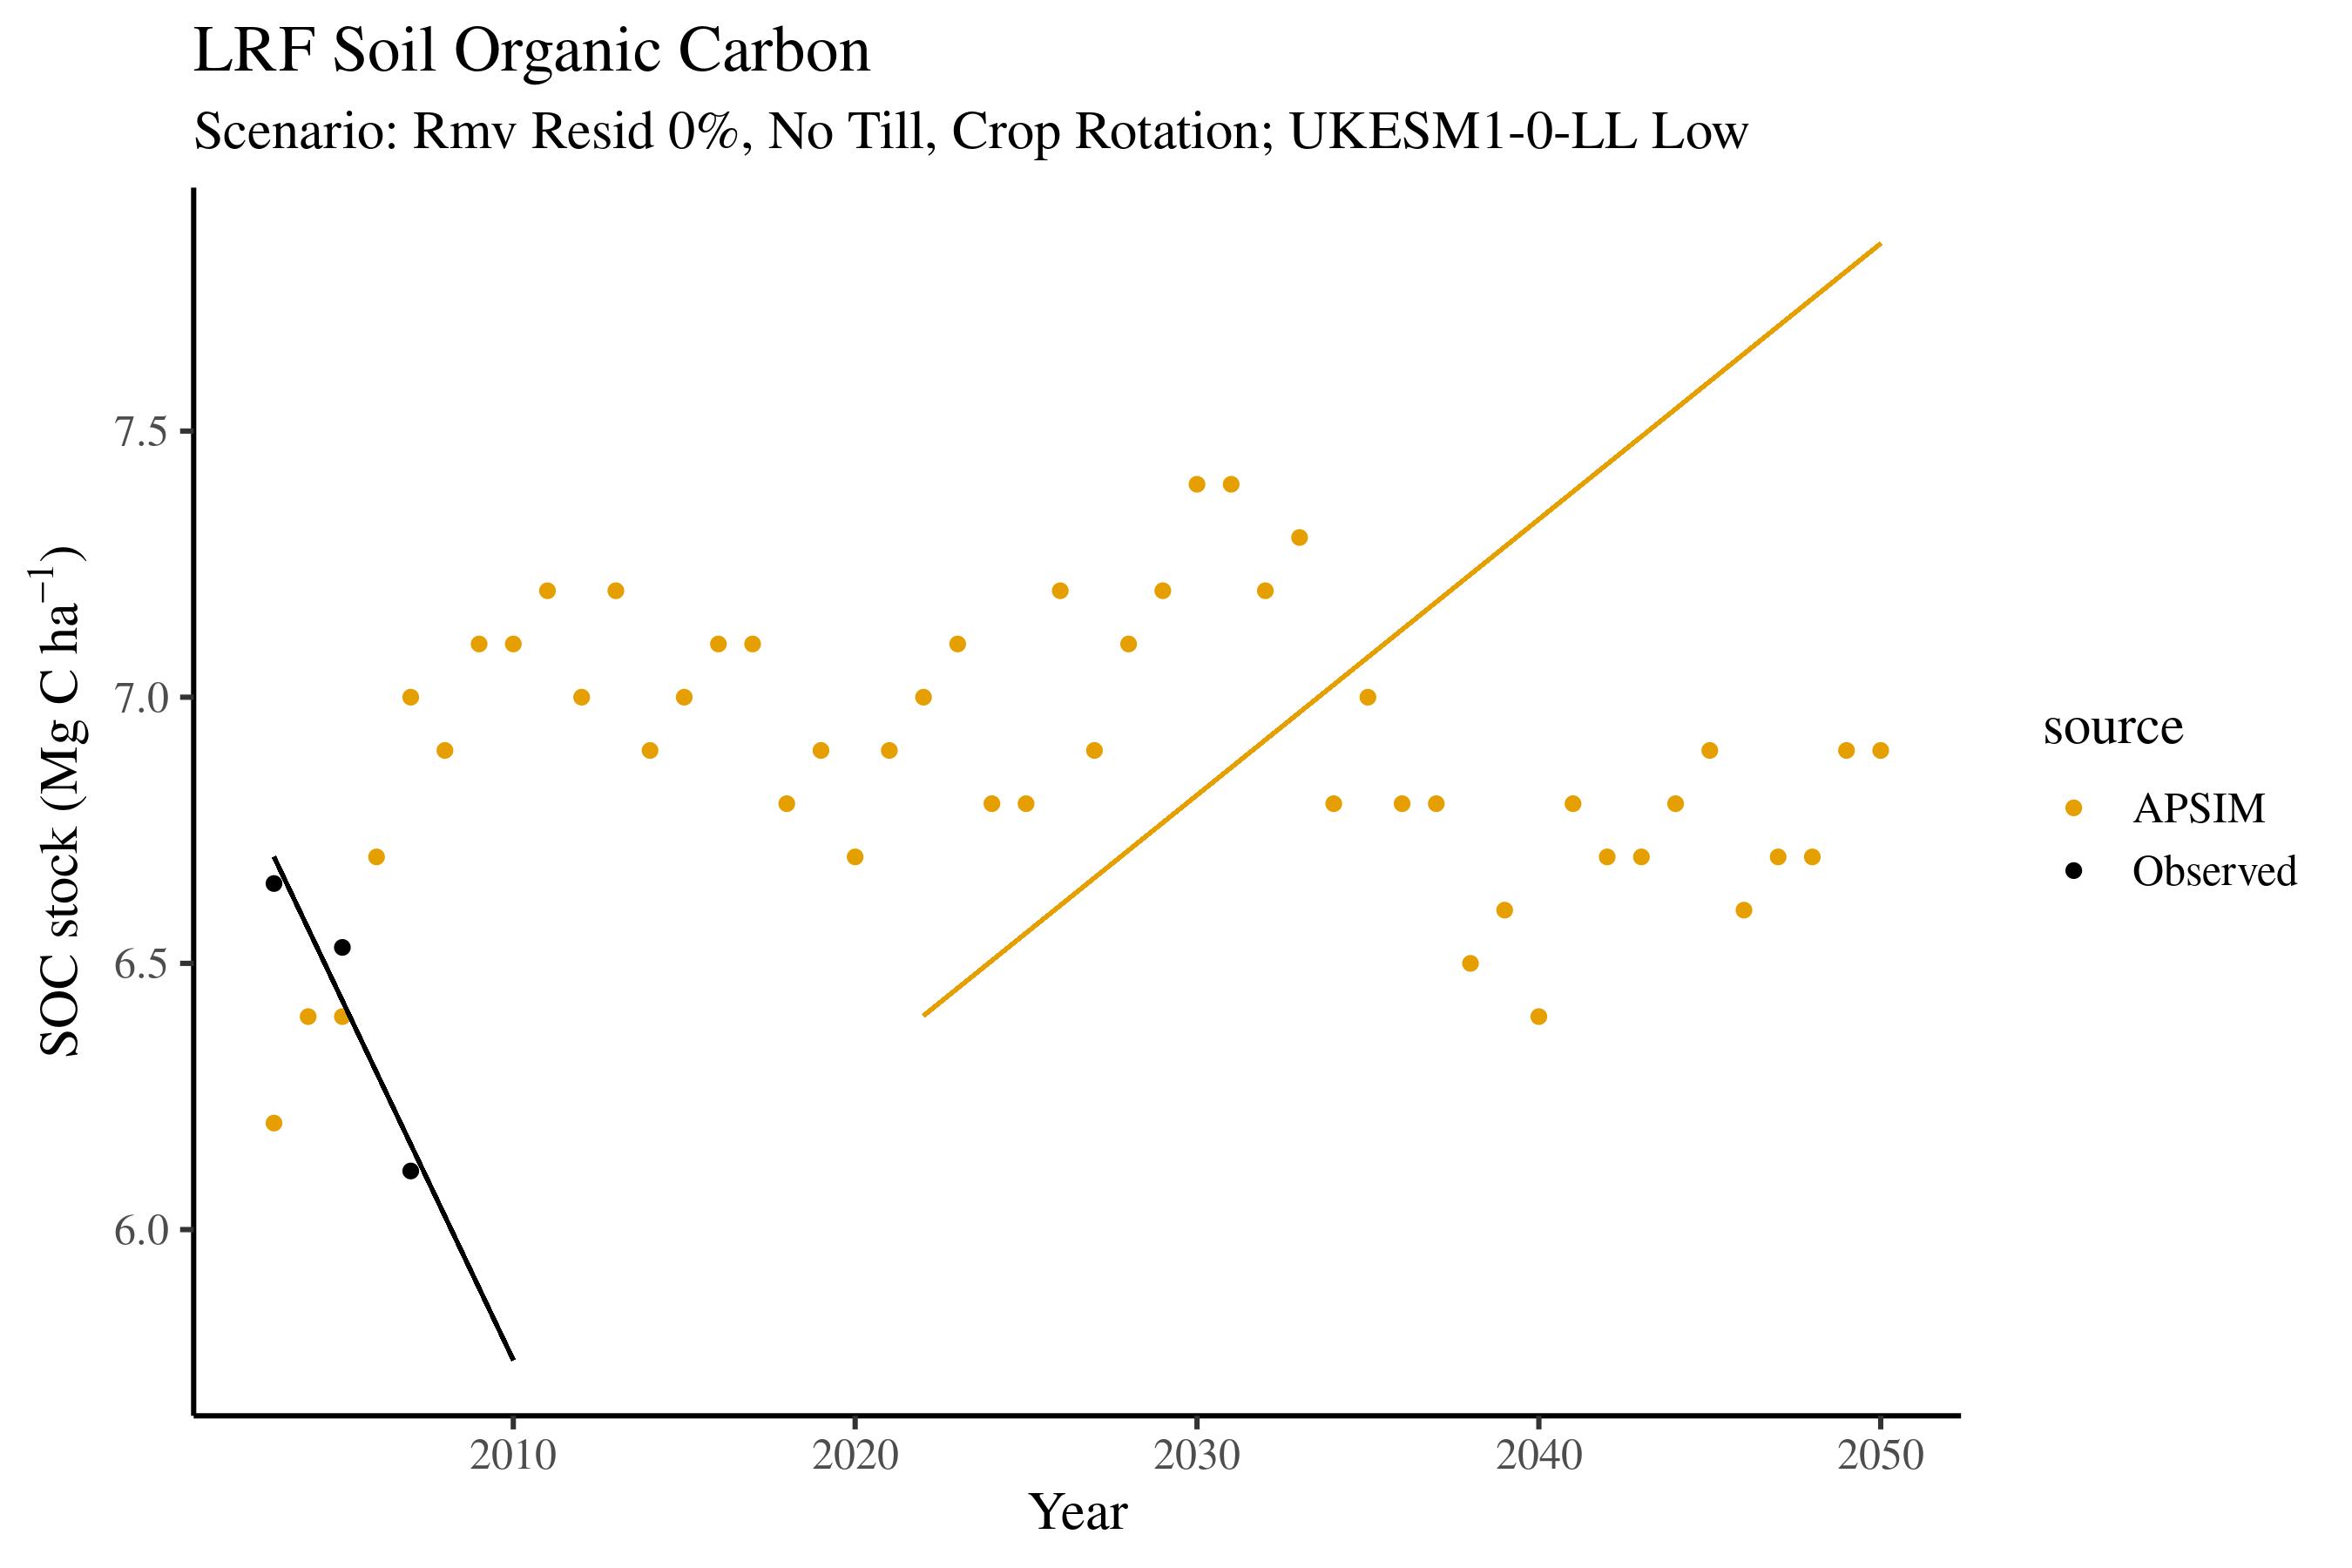 LRF Soil Organic Carbon
Scenario: Rmv Resid 0%, No Till, Crop Rotation; UKESM1-0-LL Low
SOC stock (Mg C ha⁻¹)
7.5
7.0
6.5
6.0
2010 2020 2030 2040 2050
Year
source
APSIM
Observed